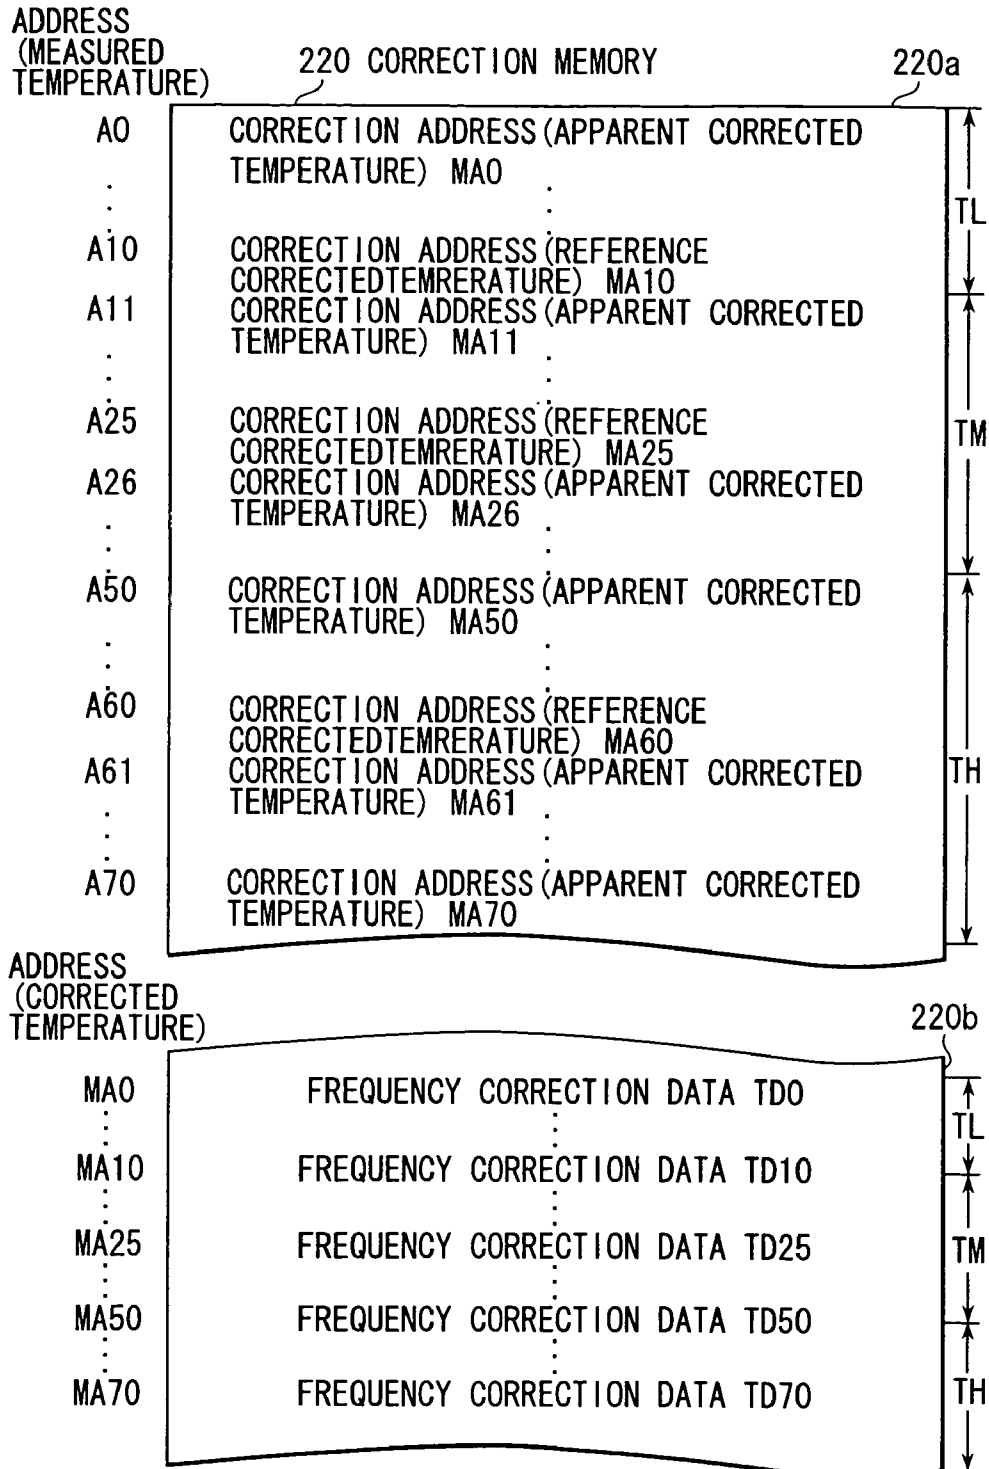 ADDRESS
(MEASURED
TEMPERATURE)
220 CORRECTION MEMORY
220a
A0 CORRECTION ADDRESS(APPARENT CORRECTED
TEMPERATURE) MA0
TL
A10 CORRECTION ADDRESS(REFERENCE
CORRECTEDTEMRERATURE) MA10
A11 CORRECTION ADDRESS(APPARENT CORRECTED
TEMPERATURE) MA11
A25 CORRECTION ADDRESS(REFERENCE
CORRECTEDTEMRERATURE) MA25
TM
A26 CORRECTION ADDRESS(APPARENT CORRECTED
TEMPERATURE) MA26
A50 CORRECTION ADDRESS(APPARENT CORRECTED
TEMPERATURE) MA50
A60 CORRECTION ADDRESS(REFERENCE
CORRECTEDTEMRERATURE) MA60
A61 CORRECTION ADDRESS(APPARENT CORRECTED
TEMPERATURE) MA61
TH
A70 CORRECTION ADDRESS(APPARENT CORRECTED
TEMPERATURE) MA70
ADDRESS
(CORRECTED
TEMPERATURE)
220b
MA0 FREQUENCY CORRECTION DATA TD0
TL
MA10 FREQUENCY CORRECTION DATA TD10
MA25 FREQUENCY CORRECTION DATA TD25
TM
MA50 FREQUENCY CORRECTION DATA TD50
MA70 FREQUENCY CORRECTION DATA TD70
TH